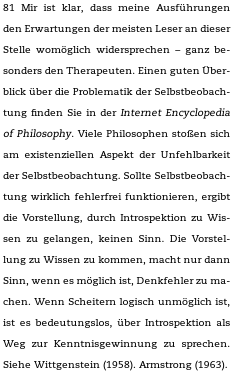 81 Mir ist klar, dass meine Ausführungen
den Erwartungen der meisten Leser an dieser
Stelle womöglich widersprechen – ganz be-
sonders den Therapeuten. Einen guten Über-
blick über die Problematik der Selbstbeobach-
tung finden Sie in der Internet Encyclopedia
of Philosophy. Viele Philosophen stoßen sich
am existenziellen Aspekt der Unfehlbarkeit
der Selbstbeobachtung. Sollte Selbstbeobach-
tung wirklich fehlerfrei funktionieren, ergibt
die Vorstellung, durch Introspektion zu Wis-
sen zu gelangen, keinen Sinn. Die Vorstel-
lung zu Wissen zu kommen, macht nur dann
Sinn, wenn es möglich ist, Denkfehler zu ma-
chen. Wenn Scheitern logisch unmöglich ist,
ist es bedeutungslos, über Introspektion als
Weg zur Kenntnisgewinnung zu sprechen.
Siehe Wittgenstein (1958). Armstrong (1963).